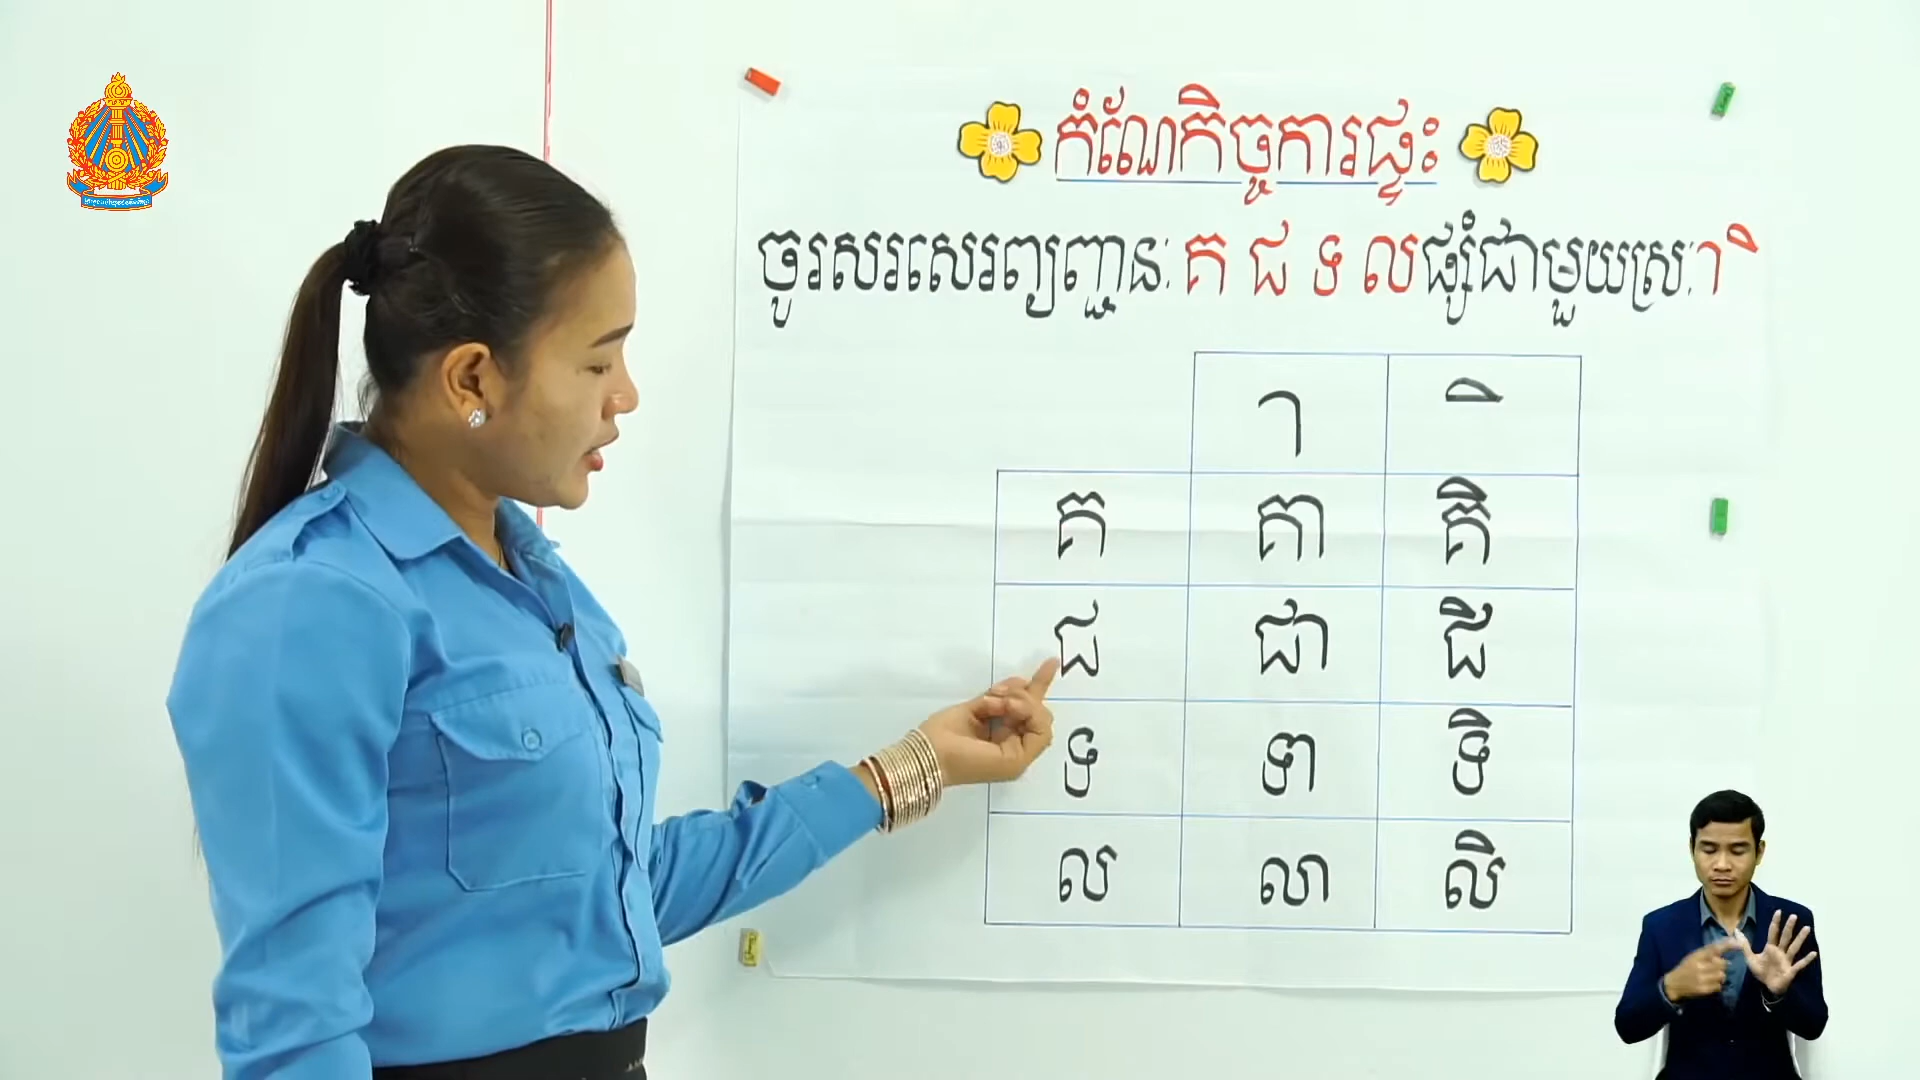 កំណែកិច្ចការផ្ទះ
ចូរសរសេរព្យញ្ជនៈ គ ជ ទ ល ផ្សំជាមួយស្រៈ ា ិ
ា ិ
គ គា គិ
ជ ជា ជិ
ទ ទា ទិ
ល លា លិ